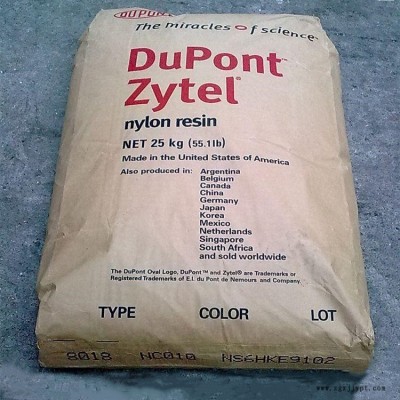 DUPONT
The miracles of science
DuPont™
Zytel®
nylon resin
NET 25 kg (55.1lb)
Made in the United States of America
Also produced in: Argentina
Belgium
Canada
China
Germany
Japan
Korea
Mexico
Netherlands
Singapore
South Africa
and sold worldwide
The DuPont Oval Logo, DuPont™ and Zytel® are Trademarks or
Registered Trademarks of E.I. du Pont de Nemours and Company
TYPE COLOR LOT
8018 NC010 NS6HKE9102